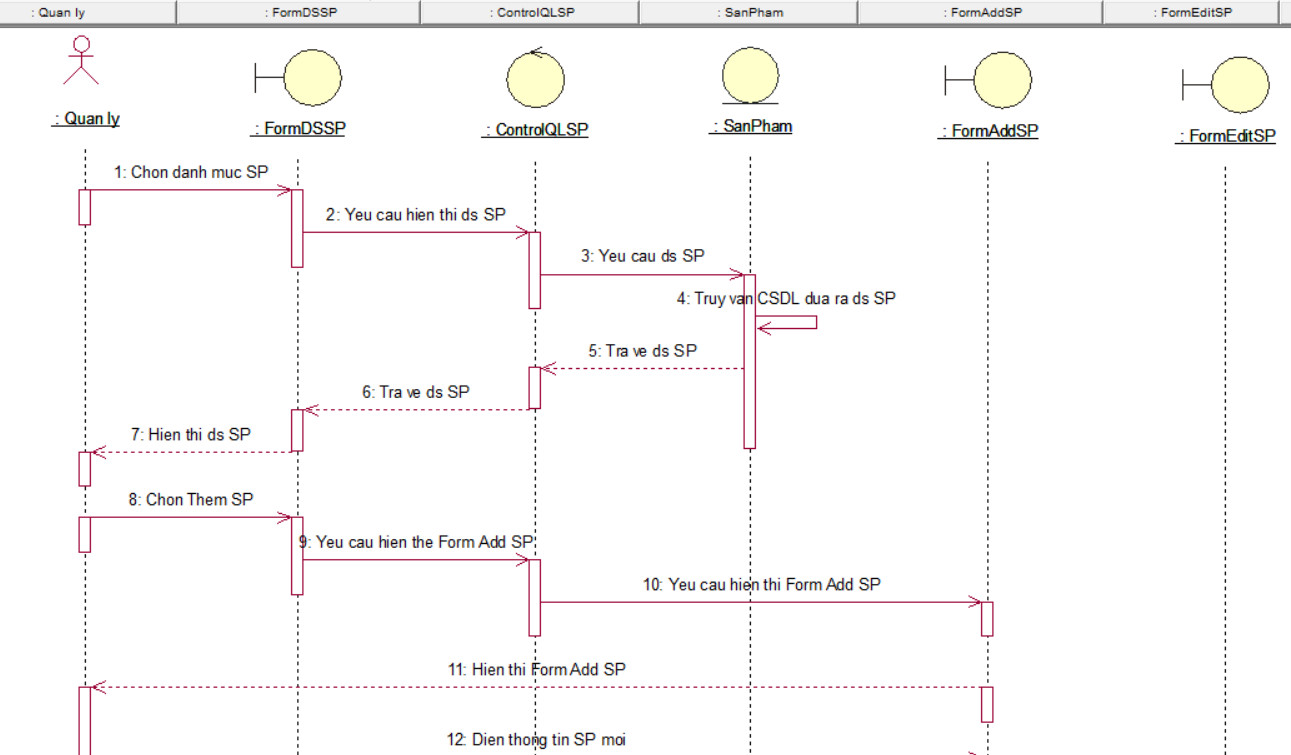 : Quan ly : FormDSSP : ControlQLSP : SanPham : FormAddSP : FormEditSP
: Quan ly : FormDSSP : ControlQLSP : SanPham : FormAddSP : FormEditSP
1: Chon danh muc SP
2: Yeu cau hien thi ds SP
3: Yeu cau ds SP
4: Truy van CSDL dua ra ds SP
5: Tra ve ds SP
6: Tra ve ds SP
7: Hien thi ds SP
8: Chon Them SP
9: Yeu cau hien the Form Add SP
10: Yeu cau hien thi Form Add SP
11: Hien thi Form Add SP
12: Dien thong tin SP moi